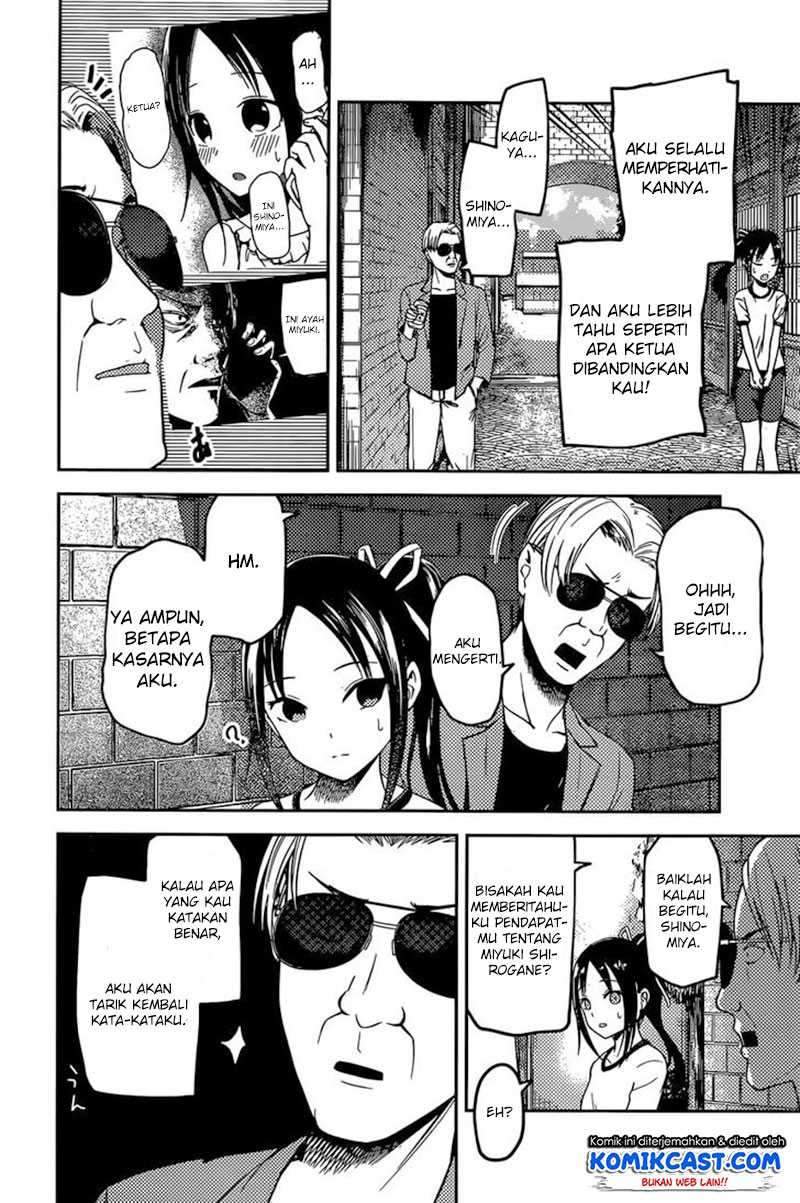 AKU SELALU
MEMPERHATI-
KANNYA.
DAN AKU LEBIH
TAHU SEPERTI
APA KETUA
DIBANDINGKAN
KAU!
KAGU-
YA...
SHINO-
MIYA...
AH
...
KETUA?
INI
SHINO-
MIYA,
INI AYAH
MIYUKI.
あ
OHHH,
JADI
BEGITU...
AKU
MENGERTI.
HM.
YA AMPUN,
BETAPA
KASARNYA
AKU.
?
BAIKLAH
KALAU
BEGITU,
SHINO-
MIYA.
BISAKAH KAU
MEMBERITAHU-
KU PENDAPAT-
MU TENTANG
MIYUKI SHI-
ROGANE?
EH?
KALAU APA
YANG KAU
KATAKAN
BENAR,
AKU AKAN
TARIK KEMBALI
KATA-KATAKU.
うん
Komik ini diterjemahkan & diedit oleh
KOMIKCAST.COM
BUKAN WEB LAIN!!